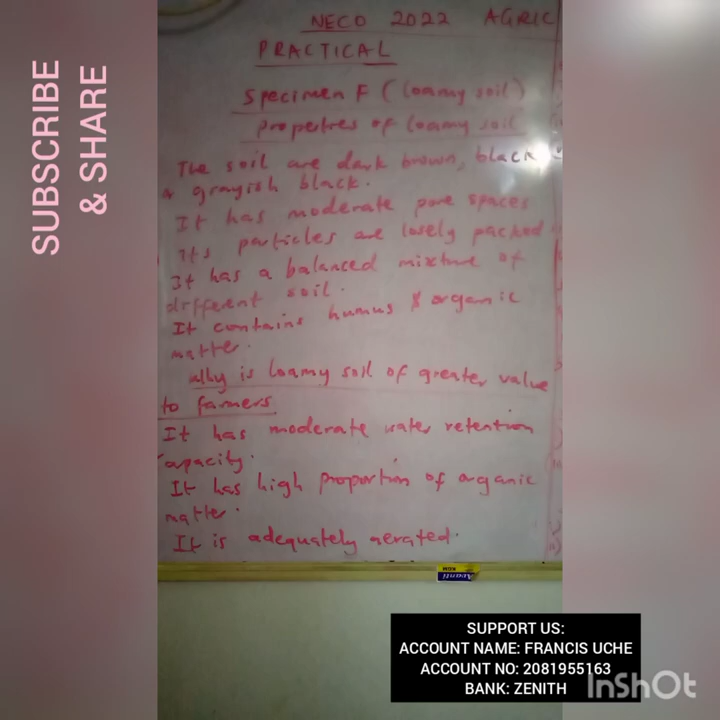 SUBSCRIBE
& SHARE
NECO 2022 AGRIC
PRACTICAL
Specimen F (loamy soil)
Properties of loamy soil
The soil are dark brown, black
grayish black.
It has moderate pore spaces
Its particles are losely packed
It has a balanced mixture of
different soil.
It contains humus & organic
matter.
Why is loamy soil of greater value
to farmers
It has moderate water retention
capacity.
It has high proportion of organic
matter.
It is adequately aerated.
Avanti
SUPPORT US:
ACCOUNT NAME: FRANCIS UCHE
ACCOUNT NO: 2081955163
BANK: ZENITH
InShOt